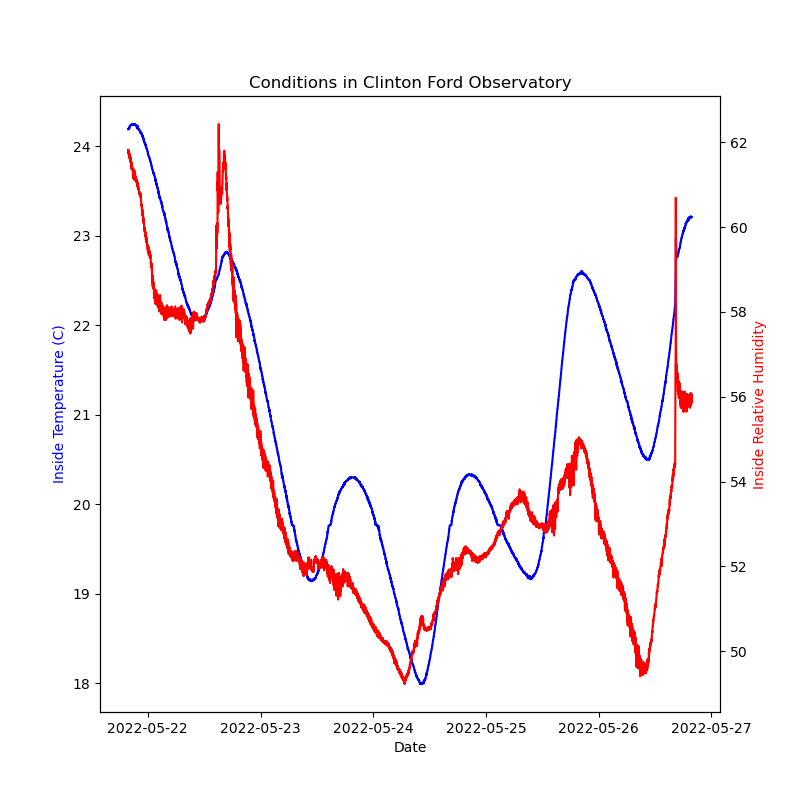 Conditions in Clinton Ford Observatory
Inside Temperature (C)
24
23
22
21
20
19
18
62
60
58
56
54
52
50
Inside Relative Humidity
2022-05-22 2022-05-23 2022-05-24 2022-05-25 2022-05-26 2022-05-27
Date